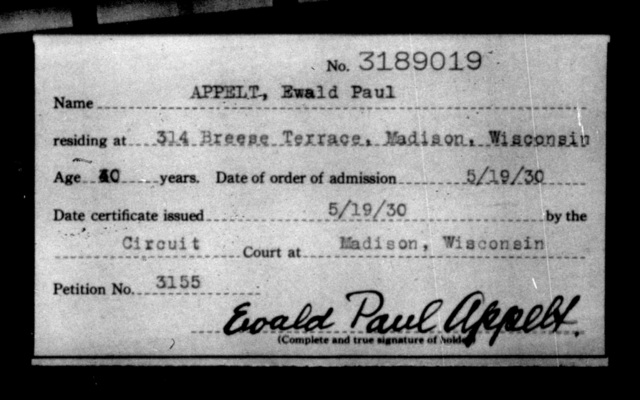 No. 3189019
Name APPELT, Ewald Paul
residing at 314 Breese Terrace, Madison, Wisconsin
Age 40 years. Date of order of admission 5/19/30
Date certificate issued 5/19/30 by the
Circuit Court at Madison, Wisconsin
Petition No. 3155
Ewald Paul Appelt.
(Complete and true signature of holder)